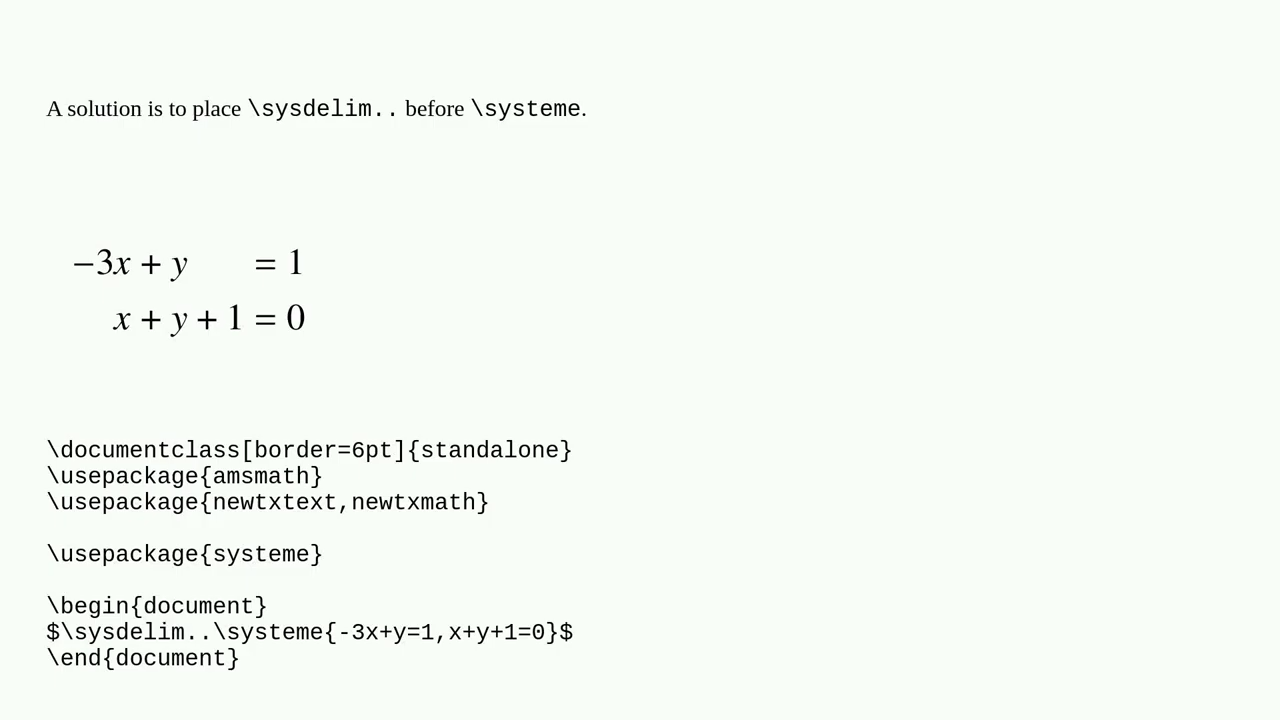 A solution is to place \sysdelim.. before \systeme.
−3x + y = 1
x + y + 1 = 0
\documentclass[border=6pt]{standalone}
\usepackage{amsmath}
\usepackage{newtxtext,newtxmath}
\usepackage{systeme}
\begin{document}
$\sysdelim..\systeme{-3x+y=1,x+y+1=0}$
\end{document}